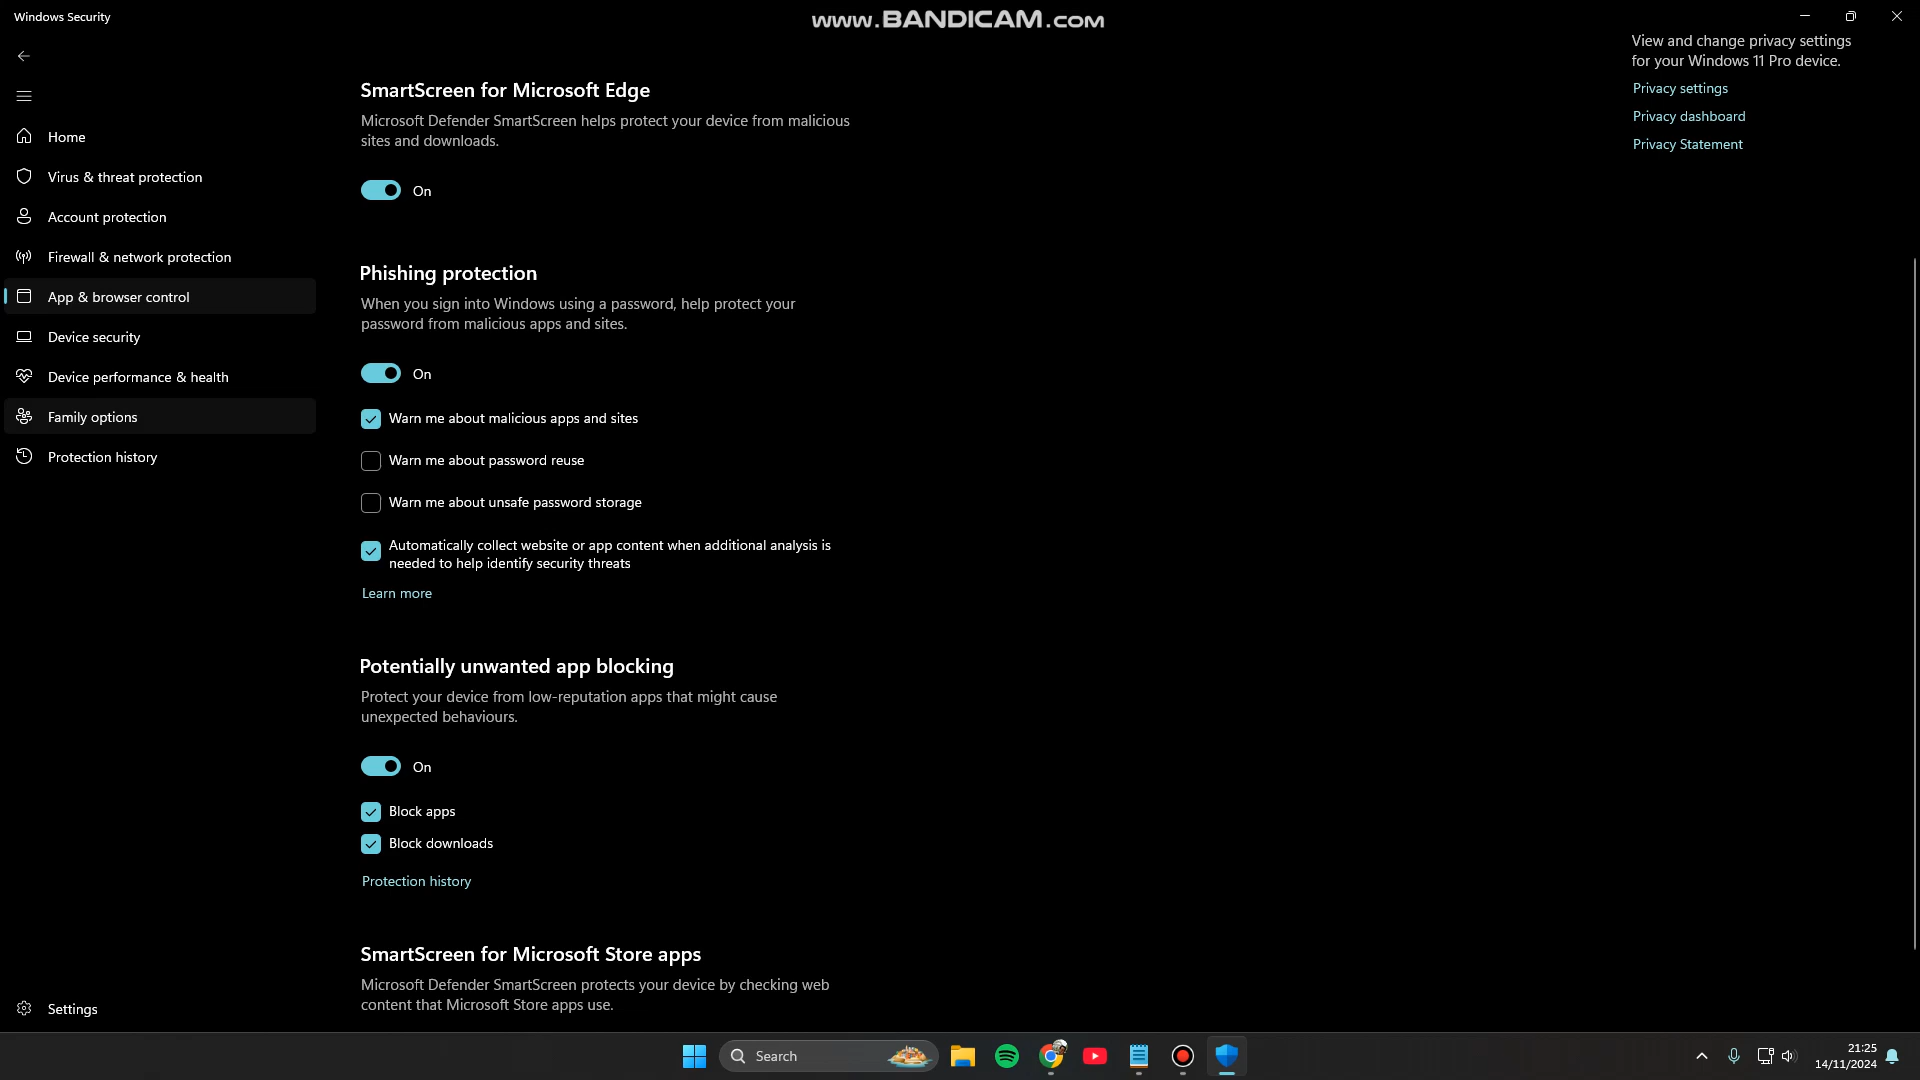 Windows Security
www.BANDICAM.com
Home
Virus & threat protection
Account protection
Firewall & network protection
App & browser control
Device security
Device performance & health
Family options
Protection history
Settings
SmartScreen for Microsoft Edge
Microsoft Defender SmartScreen helps protect your device from malicious
sites and downloads.
On
Phishing protection
When you sign into Windows using a password, help protect your
password from malicious apps and sites.
On
Warn me about malicious apps and sites
Warn me about password reuse
Warn me about unsafe password storage
Automatically collect website or app content when additional analysis is
needed to help identify security threats
Learn more
Potentially unwanted app blocking
Protect your device from low-reputation apps that might cause
unexpected behaviours.
On
Block apps
Block downloads
Protection history
SmartScreen for Microsoft Store apps
Microsoft Defender SmartScreen protects your device by checking web
content that Microsoft Store apps use.
View and change privacy settings
for your Windows 11 Pro device.
Privacy settings
Privacy dashboard
Privacy Statement
Search
21:25
14/11/2024